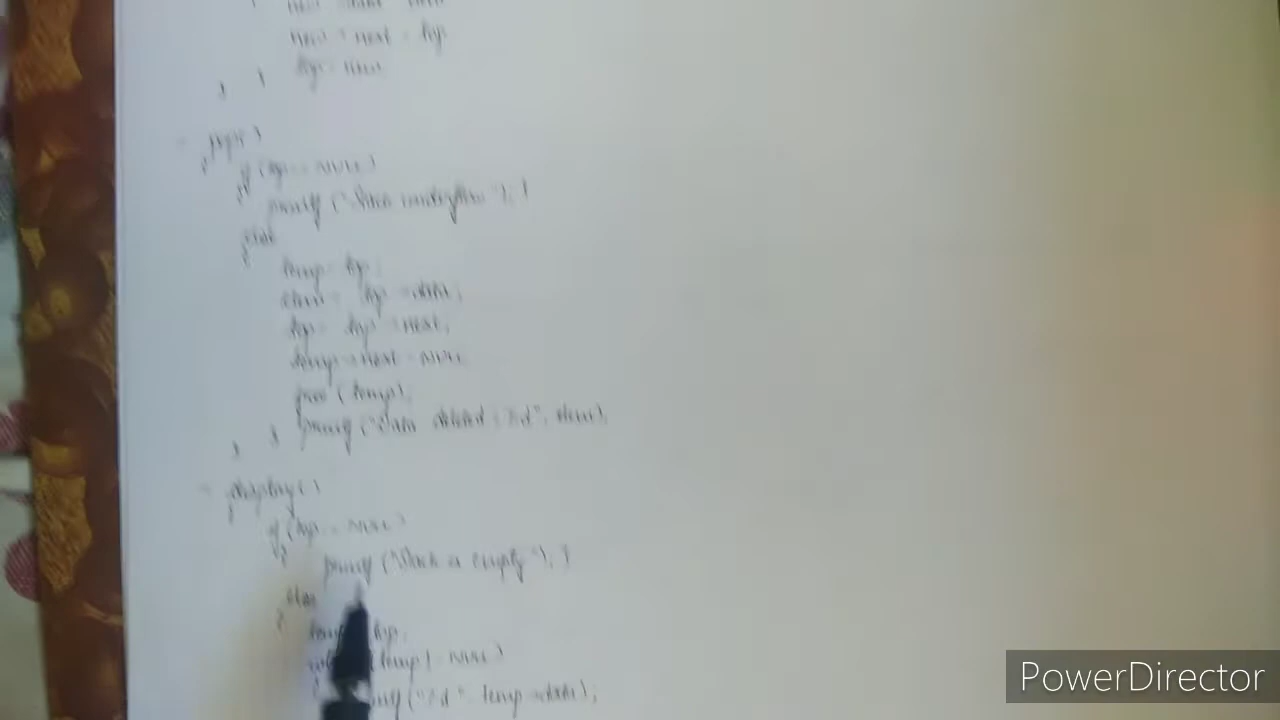 new → next = top
top = new
} }
- pop()
{ if (top == NULL)
{ printf ("Stack underflow"); }
else
{ temp = top;
item = top → data;
top = top → next;
temp → next = NULL
free (temp);
printf ("Data deleted : %d", item);
} }
- display()
{ if (top == NULL)
{ printf ("Stack is empty"); }
else
{ temp = top;
(temp != NULL)
("%d", temp → data);
PowerDirector